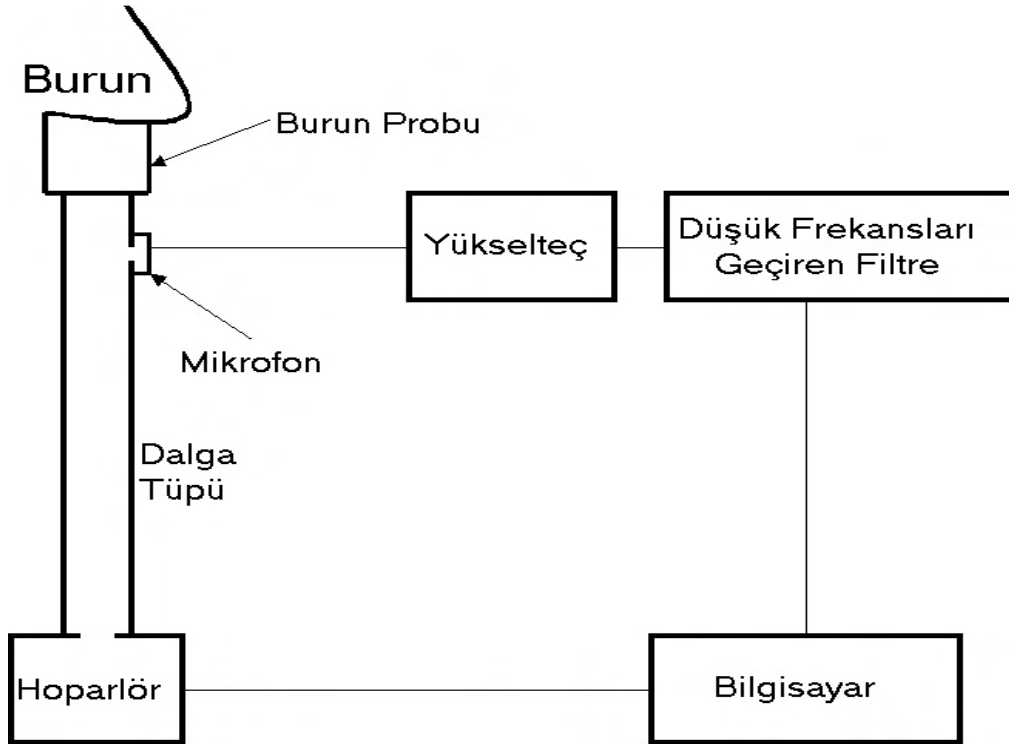 Burun
Burun Probu
Yükselteç
Düşük Frekansları
Geçiren Filtre
Mikrofon
Dalga
Tüpü
Hoparlör
Bilgisayar